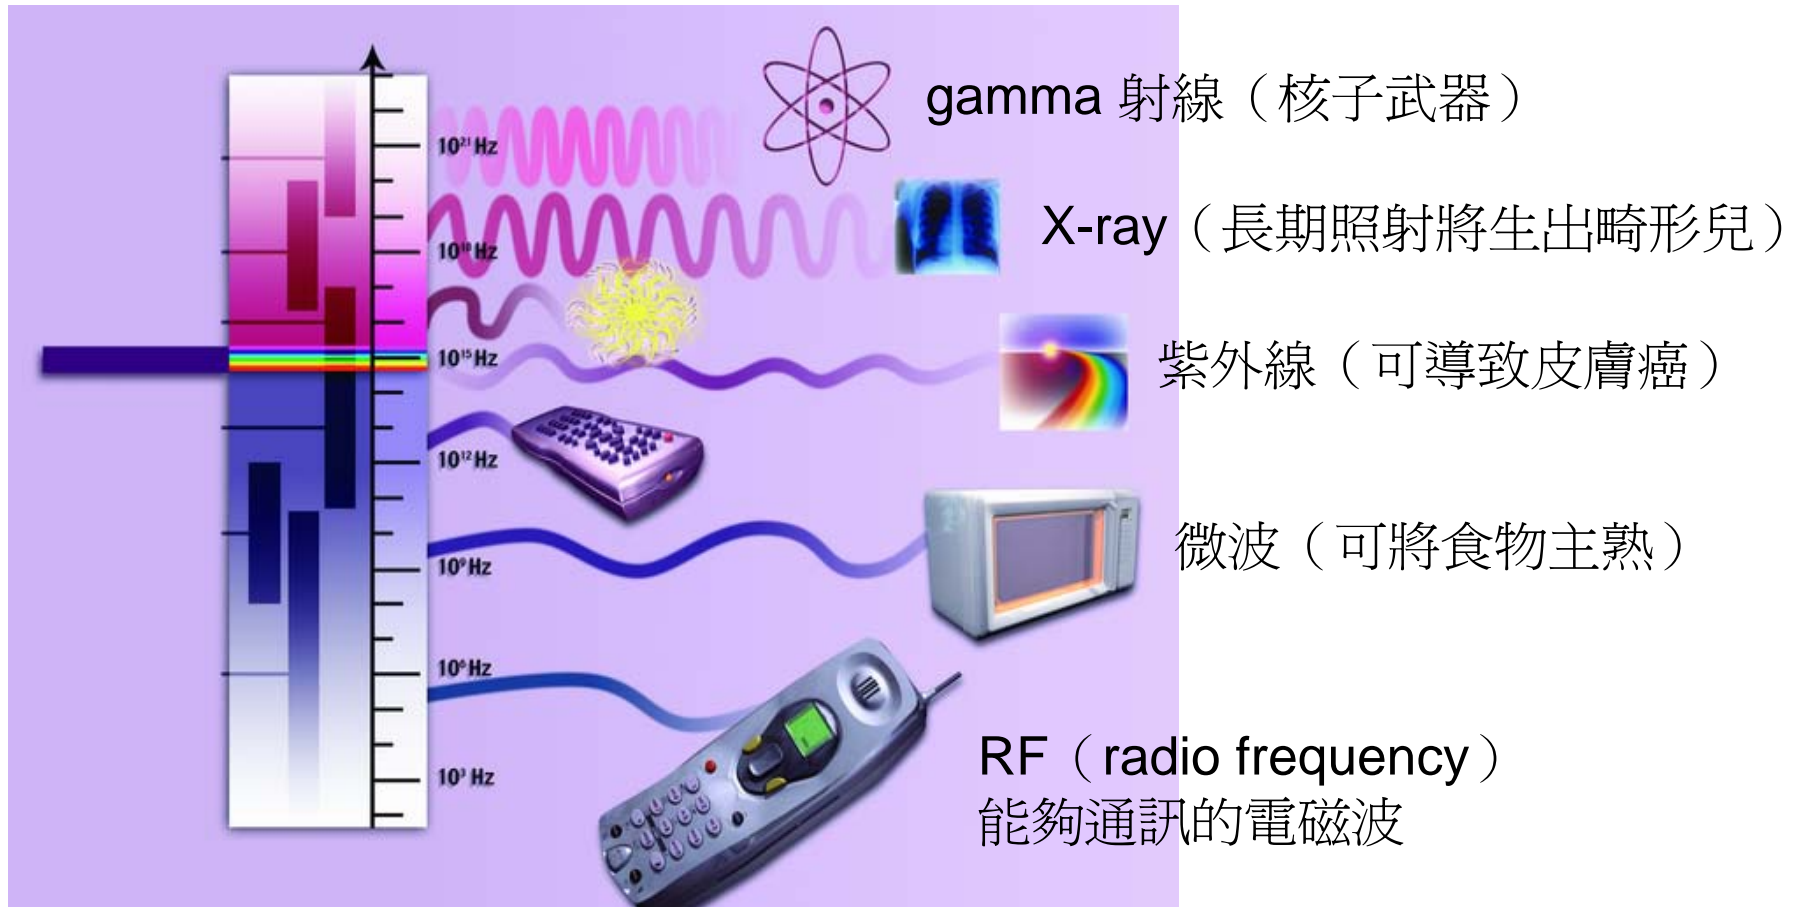 gamma 射線（核子武器）
10²¹ Hz
X-ray（長期照射將生出畸形兒）
10¹⁸ Hz
紫外線（可導致皮膚癌）
10¹⁵ Hz
10¹² Hz
微波（可將食物主熟）
10⁹ Hz
10⁶ Hz
RF（radio frequency）
10³ Hz
能夠通訊的電磁波